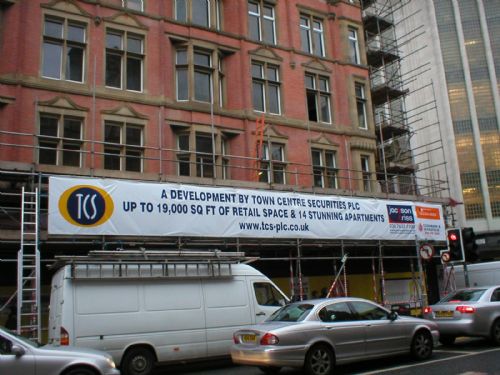 TCS
A DEVELOPMENT BY TOWN CENTRE SECURITIES PLC
UP TO 19,000 SQ FT OF RETAIL SPACE & 14 STUNNING APARTMENTS
www.tcs-plc.co.uk